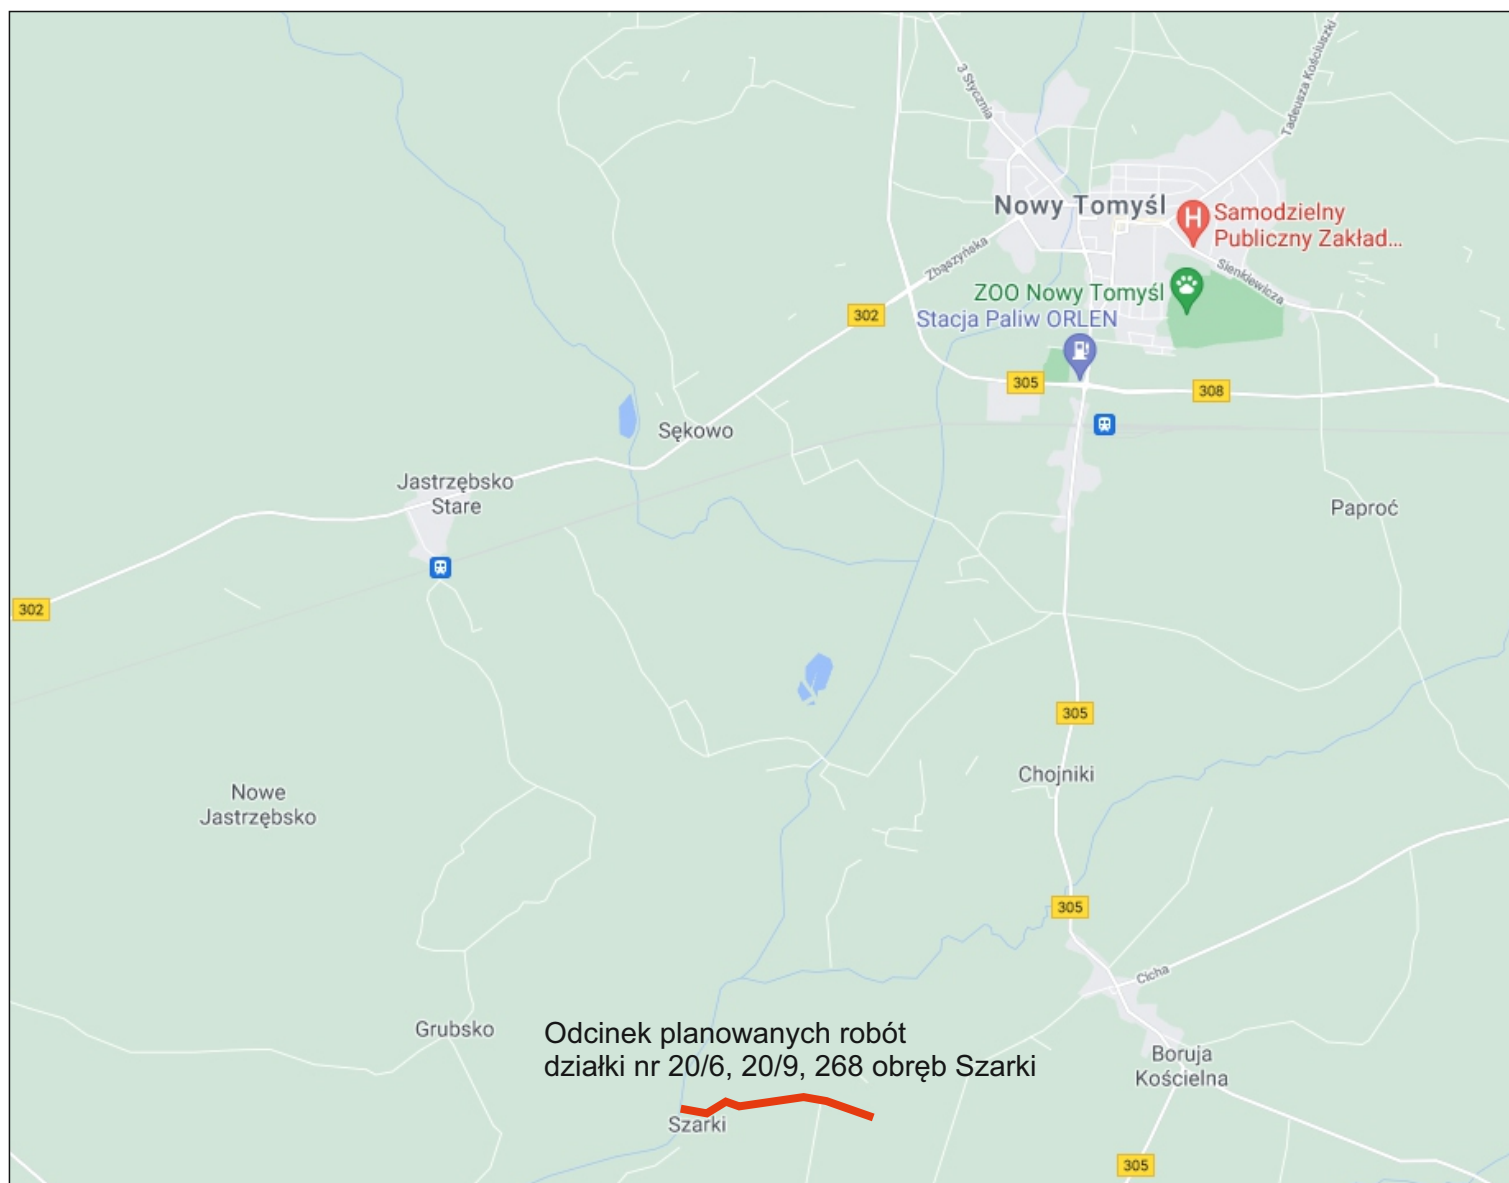 3 Stycznia
Tadeusza Kościuszki
Nowy Tomyśl
Samodzielny
Publiczny Zakład...
H
Zbąszyńska
Sienkiewicza
ZOO Nowy Tomyśl
302
Stacja Paliw ORLEN
305
308
Sękowo
Jastrzębsko
Stare
Paproć
302
305
Chojniki
Nowe
Jastrzębsko
305
Cicha
Grubsko
Odcinek planowanych robót
działki nr 20/6, 20/9, 268 obręb Szarki
Boruja
Kościelna
Szarki
305